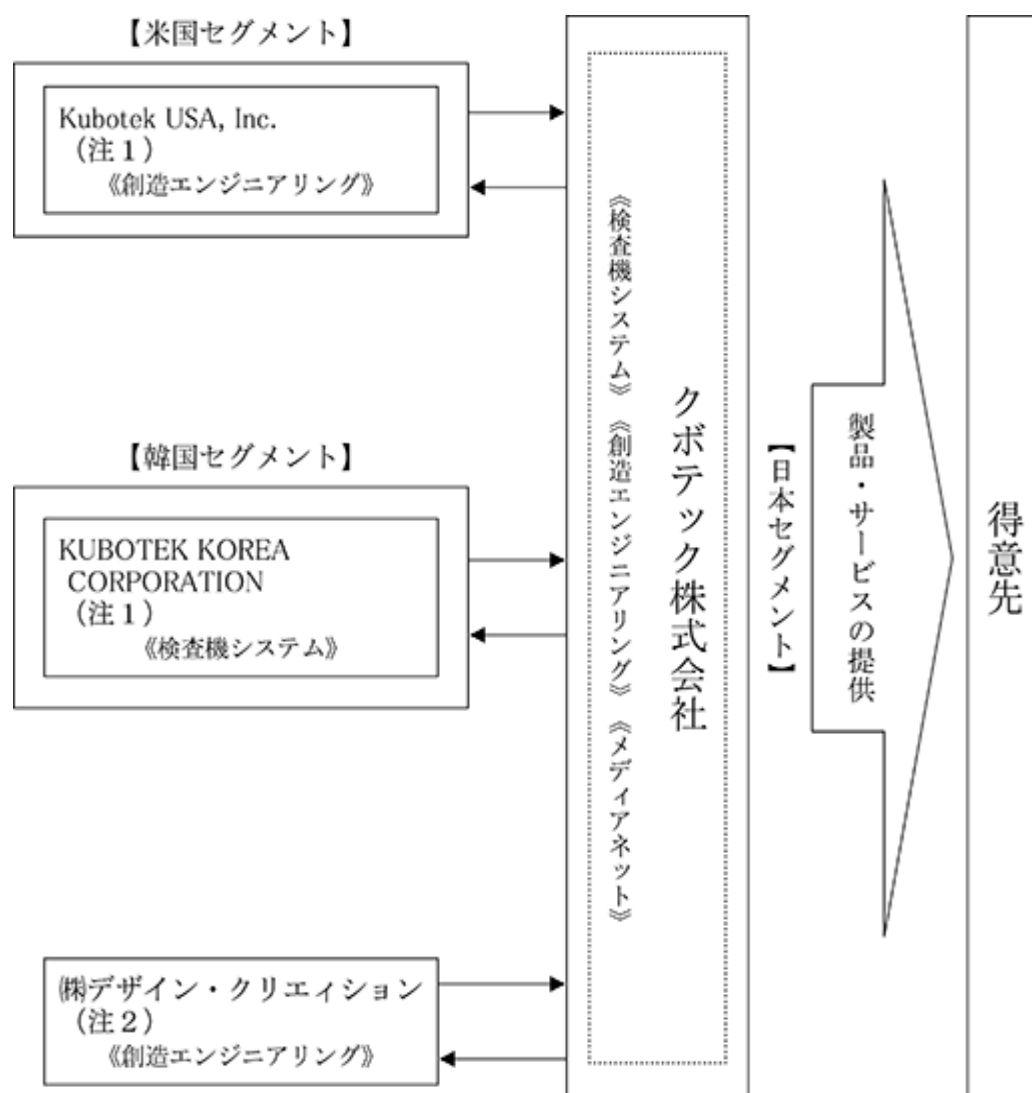 【米国セグメント】
Kubotek USA, Inc.
(注1)
《創造エンジニアリング》
【韓国セグメント】
KUBOTEK KOREA
CORPORATION
(注1)
《検査機システム》
㈱デザイン・クリエィション
(注2)
《創造エンジニアリング》
《検査機システム》《創造エンジニアリング》《メディアネット》
クボテック株式会社
【日本セグメント】
製品・サービスの提供
得意先